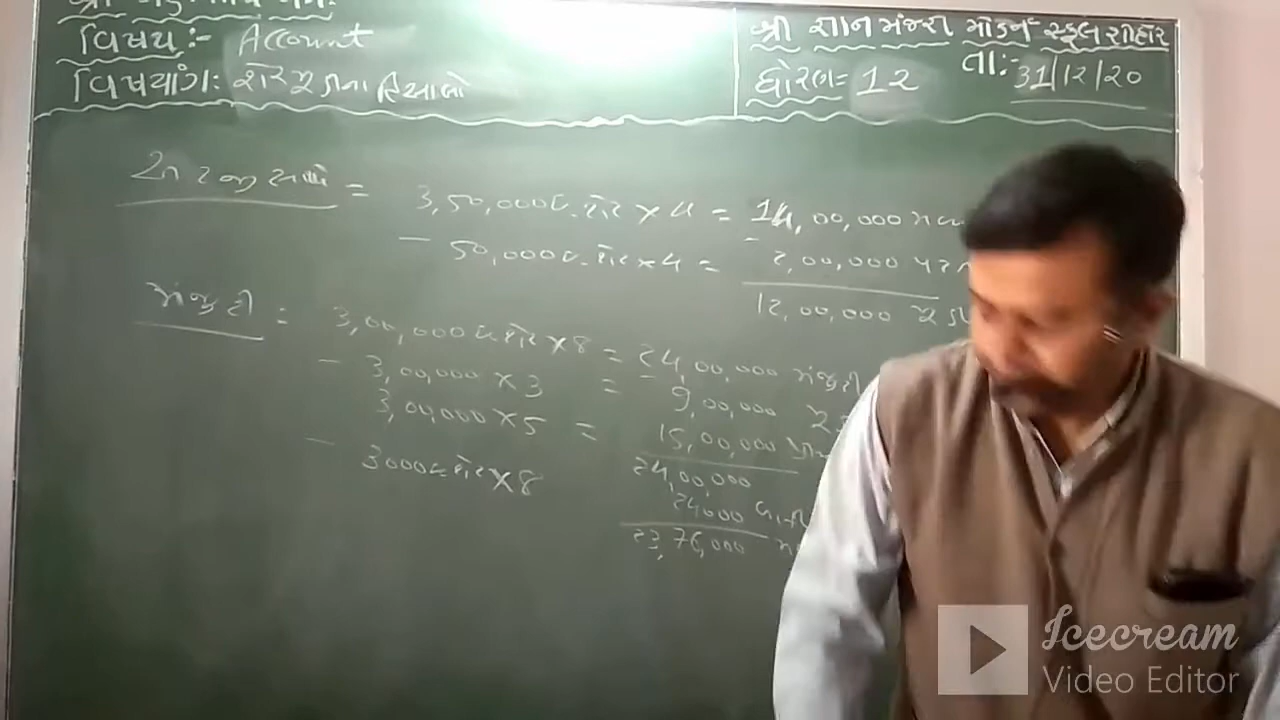 વિષય:- Account
વિષયાંગ: શેર મૂડીના હિસાબો
શ્રી જ્ઞાન મંજરી મોડર્ન સ્કૂલ સીહોર
ધોરણ = 12
તા:- 31/12/20
= 3,50,000 ઇ.શેર × 4 = 14,00,000
- 50,000 ઇ.શેર × 4 = - 2,00,000
12,00,000
મંજૂરી = 3,00,000 ઇ.શેર × 8 = 24,00,000 મંજૂરી
- 3,00,000 × 3 = - 9,00,000
3,00,000 × 5 = 15,00,000
24,00,000
- 3000 ઇ.શેર × 8
24000
23,76,000
Icecream
Video Editor